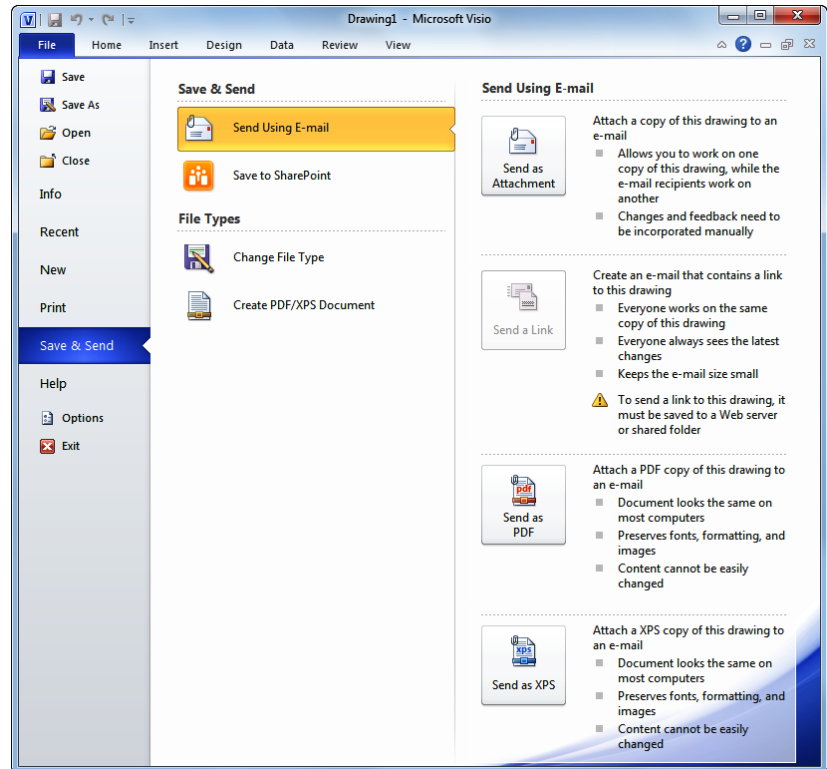 Drawing1 - Microsoft Visio
File Home Insert Design Data Review View
Save
Save As
Open
Close
Info
Recent
New
Print
Save & Send
Help
Options
Exit
Save & Send
Send Using E-mail
Save to SharePoint
File Types
Change File Type
Create PDF/XPS Document
Send Using E-mail
Send as
Attachment
Attach a copy of this drawing to an
e-mail
Allows you to work on one
copy of this drawing, while the
e-mail recipients work on
another
Changes and feedback need to
be incorporated manually
Send a Link
Create an e-mail that contains a link
to this drawing
Everyone works on the same
copy of this drawing
Everyone always sees the latest
changes
Keeps the e-mail size small
To send a link to this drawing, it
must be saved to a Web server
or shared folder
pdf
Send as
PDF
Attach a PDF copy of this drawing to
an e-mail
Document looks the same on
most computers
Preserves fonts, formatting, and
images
Content cannot be easily
changed
xps
Send as XPS
Attach a XPS copy of this drawing to
an e-mail
Document looks the same on
most computers
Preserves fonts, formatting, and
images
Content cannot be easily
changed